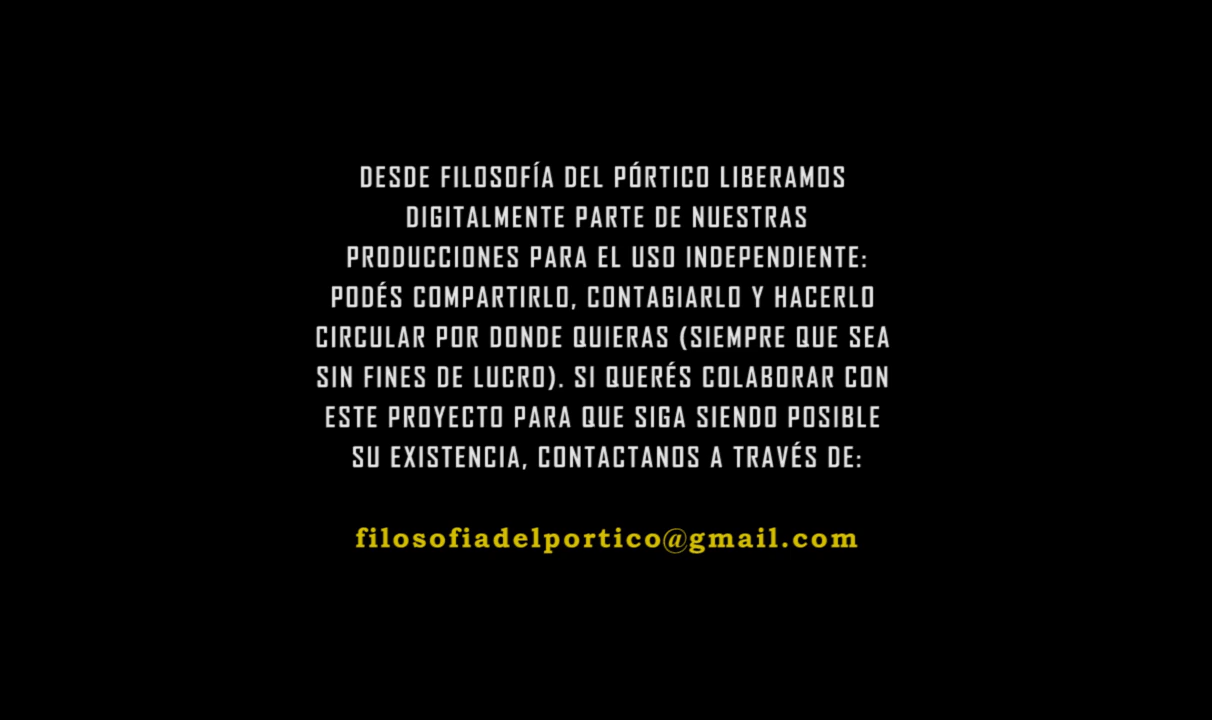 DESDE FILOSOFÍA DEL PÓRTICO LIBERAMOS
DIGITALMENTE PARTE DE NUESTRAS
PRODUCCIONES PARA EL USO INDEPENDIENTE:
PODÉS COMPARTIRLO, CONTAGIARLO Y HACERLO
CIRCULAR POR DONDE QUIERAS (SIEMPRE QUE SEA
SIN FINES DE LUCRO). SI QUERÉS COLABORAR CON
ESTE PROYECTO PARA QUE SIGA SIENDO POSIBLE
SU EXISTENCIA, CONTACTANOS A TRAVÉS DE:
filosofiadelportico@gmail.com